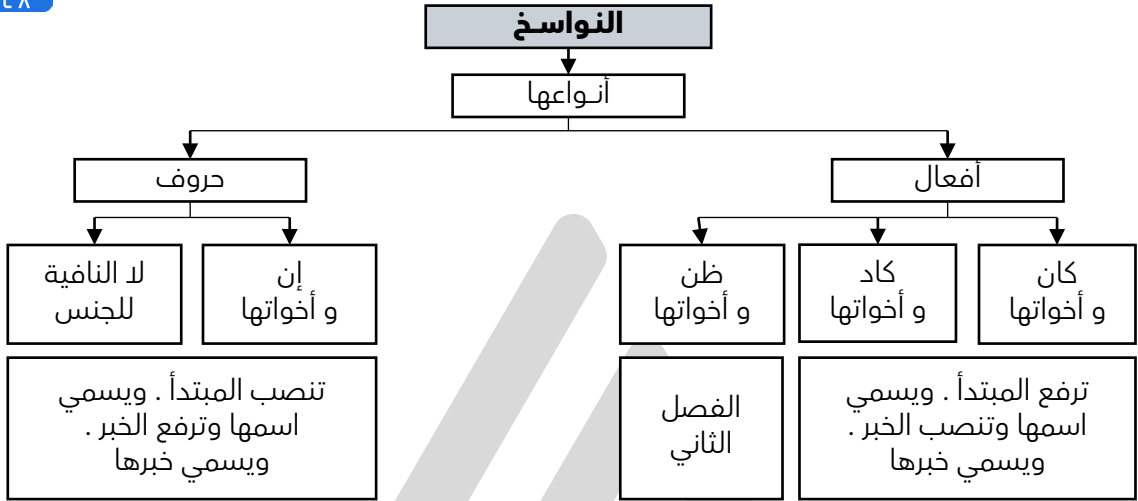 النواسخ
أنواعها
أفعال
حروف
كان
و أخواتها
كاد
و أخواتها
ظن
و أخواتها
إن
و أخواتها
لا النافية
للجنس
ترفع المبتدأ . ويسمي
اسمها وتنصب الخبر .
ويسمي خبرها
الفصل
الثاني
تنصب المبتدأ . ويسمي
اسمها وترفع الخبر .
ويسمي خبرها